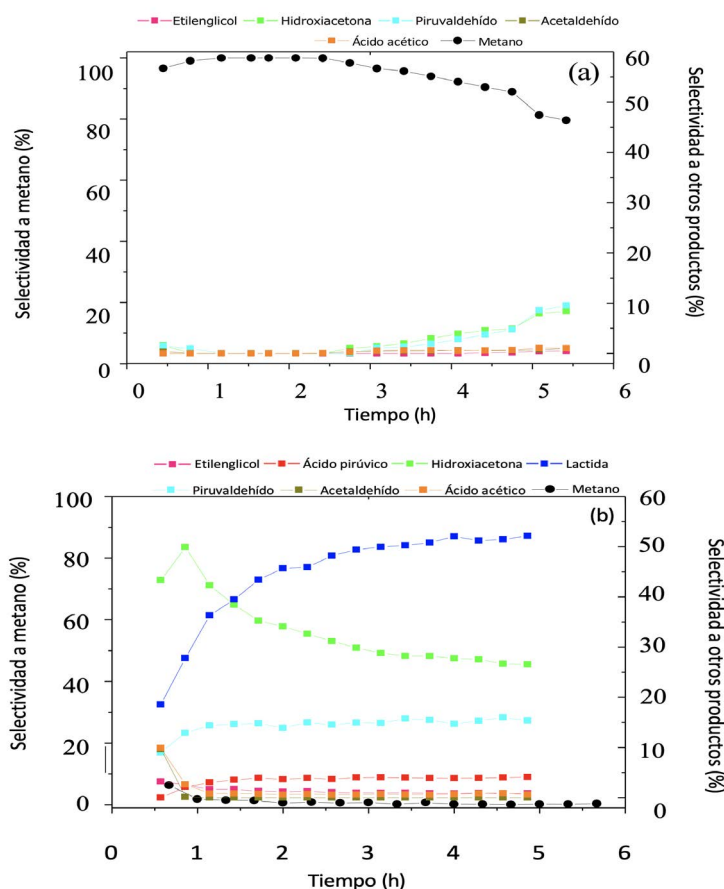 Etilenglicol Hidroxiacetona Piruvaldehído Acetaldehído
Ácido acético Metano
(a)
Selectividad a metano (%)
100
80
60
40
20
0
Selectividad a otros productos (%)
60
50
40
30
20
10
0
0 1 2 3 4 5 6
Tiempo (h)
Etilenglicol Ácido pirúvico Hidroxiacetona Lactida
Piruvaldehído Acetaldehído Ácido acético Metano
(b)
Selectividad a metano (%)
100
80
60
40
20
0
Selectividad a otros productos (%)
60
50
40
30
20
10
0
0 1 2 3 4 5 6
Tiempo (h)